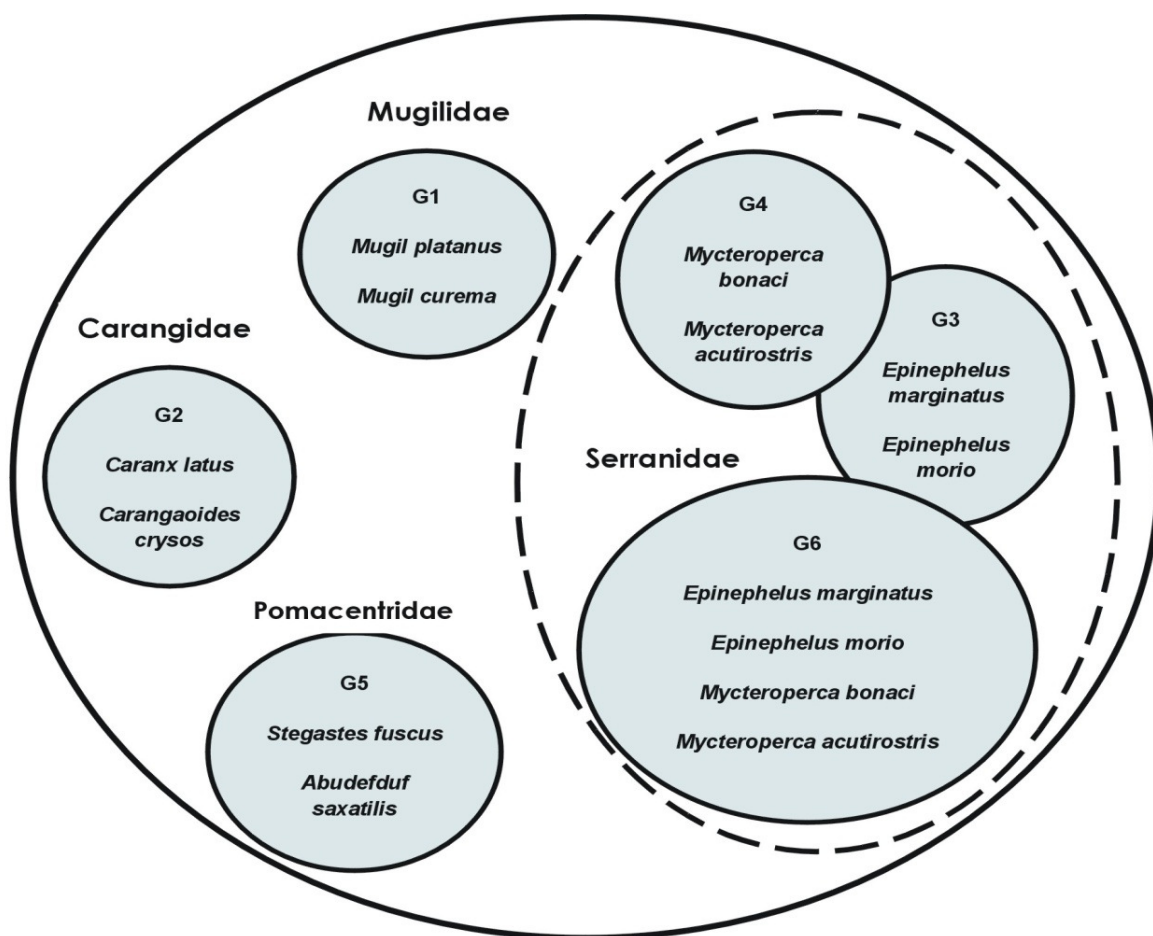 Mugilidae
G1
Mugil platanus
Mugil curema
Carangidae
G2
Caranx latus
Carangaoides
crysos
Pomacentridae
G5
Stegastes fuscus
Abudefduf
saxatilis
G4
Mycteroperca
bonaci
Mycteroperca
acutirostris
G3
Epinephelus
marginatus
Epinephelus
morio
Serranidae
G6
Epinephelus marginatus
Epinephelus morio
Mycteroperca bonaci
Mycteroperca acutirostris